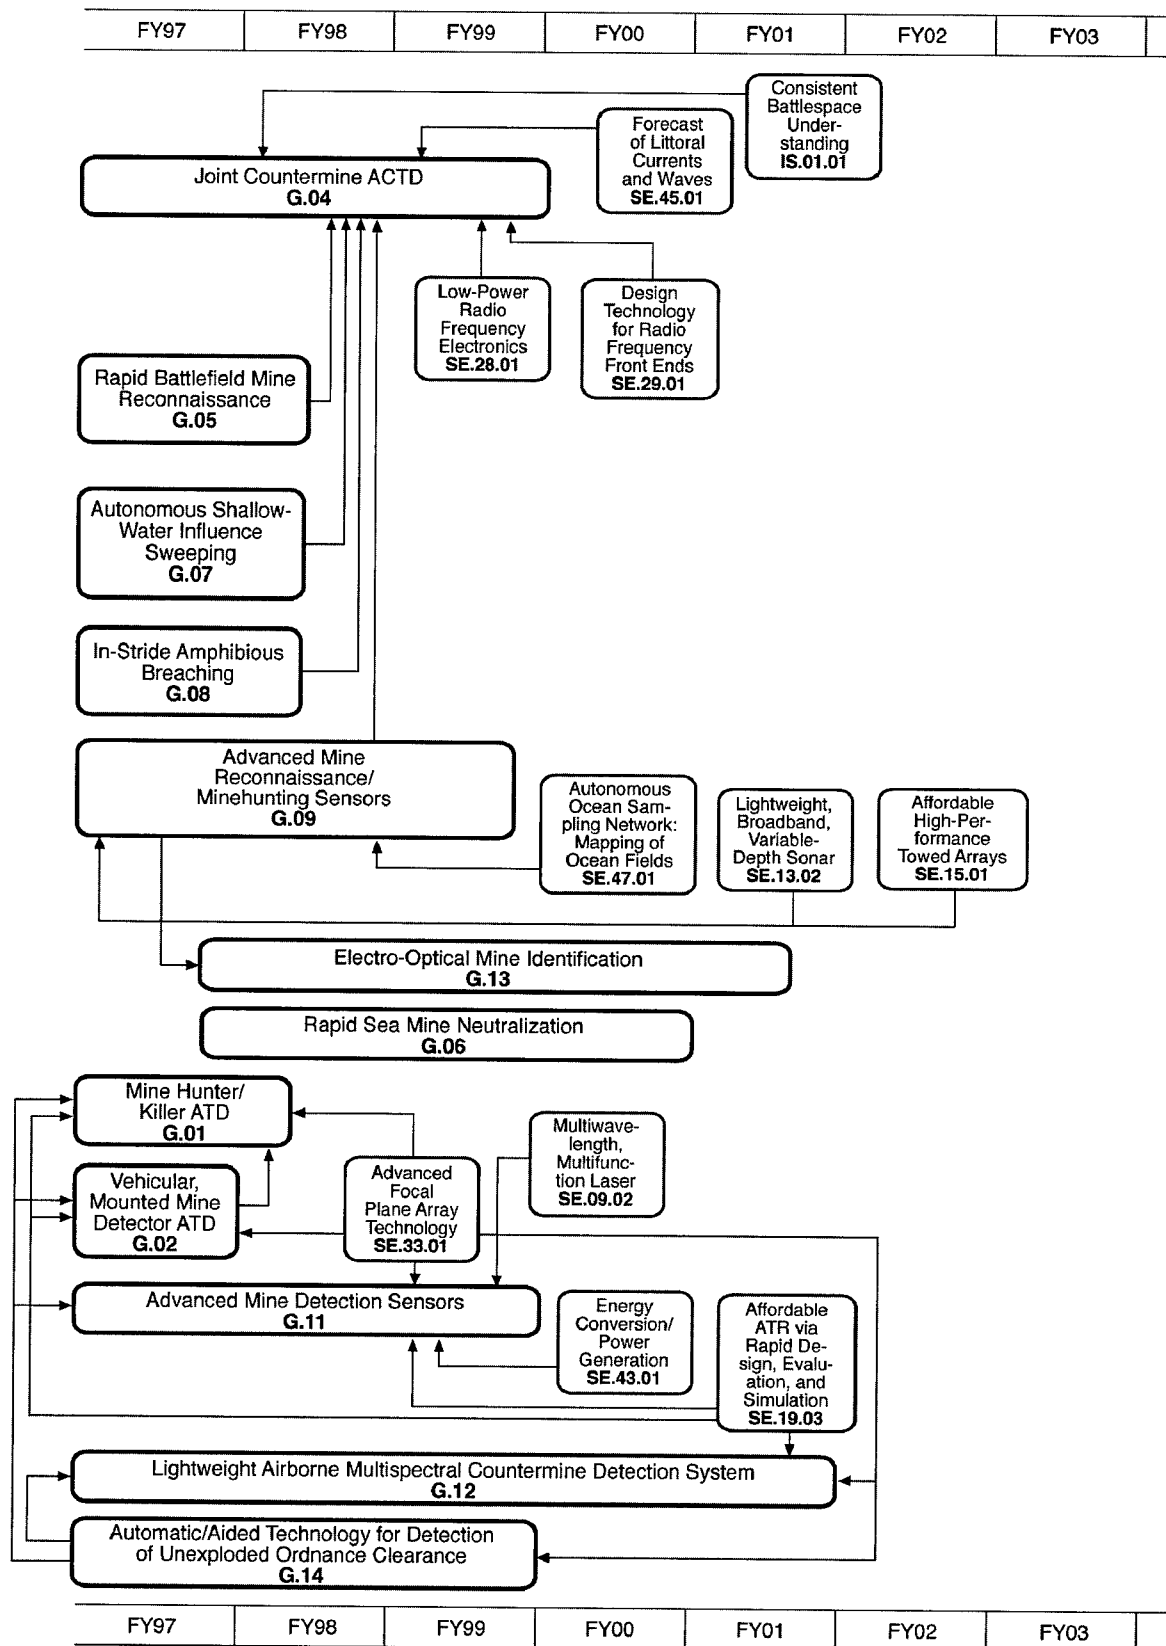 FY97 FY98 FY99 FY00 FY01 FY02 FY03
Consistent
Battlespace
Under-
standing
IS.01.01
Forecast
of Littoral
Currents
and Waves
SE.45.01
Joint Countermine ACTD
G.04
Low-Power
Radio
Frequency
Electronics
SE.28.01
Design
Technology
for Radio
Frequency
Front Ends
SE.29.01
Rapid Battlefield Mine
Reconnaissance
G.05
Autonomous Shallow-
Water Influence
Sweeping
G.07
In-Stride Amphibious
Breaching
G.08
Advanced Mine
Reconnaissance/
Minehunting Sensors
G.09
Autonomous
Ocean Sam-
pling Network:
Mapping of
Ocean Fields
SE.47.01
Lightweight,
Broadband,
Variable-
Depth Sonar
SE.13.02
Affordable
High-Per-
formance
Towed Arrays
SE.15.01
Electro-Optical Mine Identification
G.13
Rapid Sea Mine Neutralization
G.06
Mine Hunter/
Killer ATD
G.01
Vehicular,
Mounted Mine
Detector ATD
G.02
Advanced
Focal
Plane Array
Technology
SE.33.01
Multiwave-
length,
Multifunc-
tion Laser
SE.09.02
Advanced Mine Detection Sensors
G.11
Energy
Conversion/
Power
Generation
SE.43.01
Affordable
ATR via
Rapid De-
sign, Evalu-
ation, and
Simulation
SE.19.03
Lightweight Airborne Multispectral Countermine Detection System
G.12
Automatic/Aided Technology for Detection
of Unexploded Ordnance Clearance
G.14
FY97 FY98 FY99 FY00 FY01 FY02 FY03